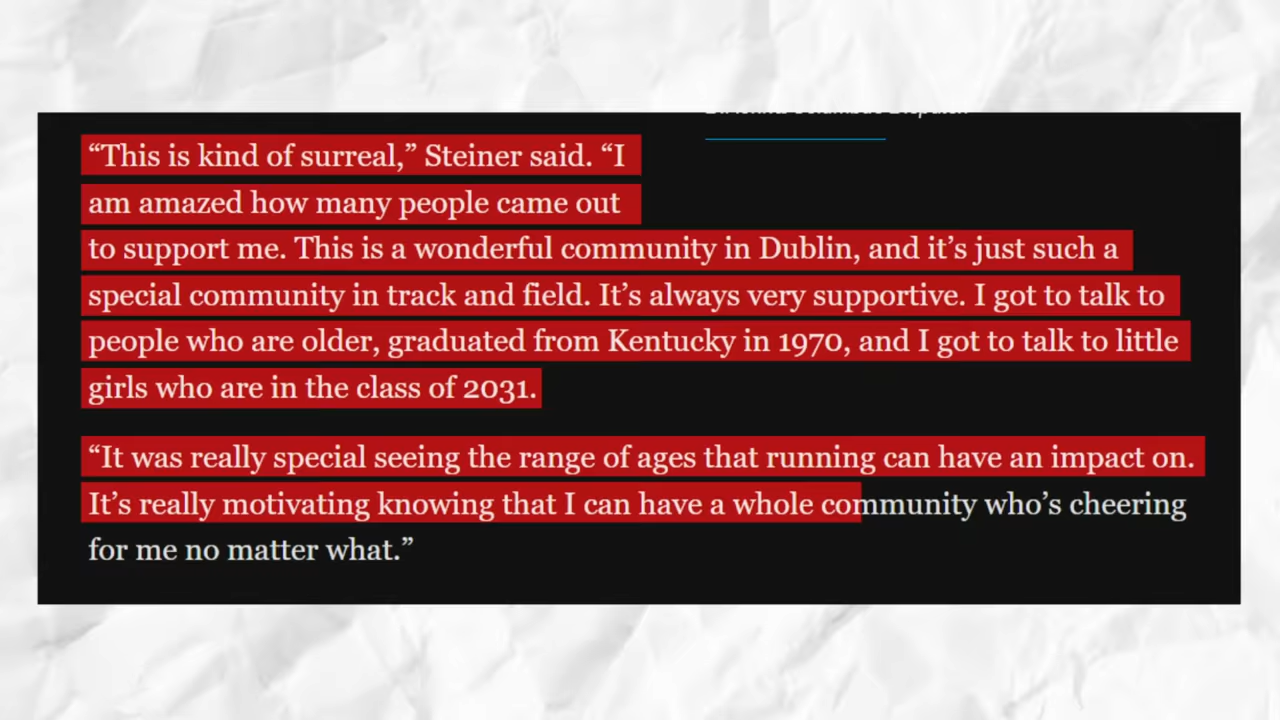 “This is kind of surreal,” Steiner said. “I
am amazed how many people came out
to support me. This is a wonderful community in Dublin, and it’s just such a
special community in track and field. It’s always very supportive. I got to talk to
people who are older, graduated from Kentucky in 1970, and I got to talk to little
girls who are in the class of 2031.
“It was really special seeing the range of ages that running can have an impact on.
It’s really motivating knowing that I can have a whole community who’s cheering
for me no matter what.”